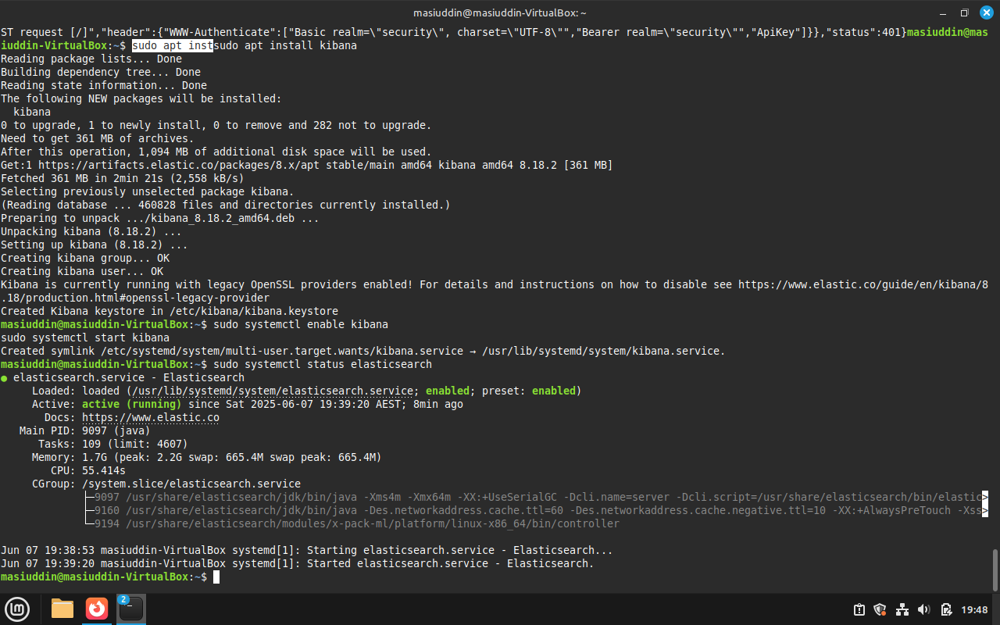 masiuddin@masiuddin-VirtualBox: ~
ST request [/]","header":{"WWW-Authenticate":["Basic realm=\"security\", charset=\"UTF-8\"","Bearer realm=\"security\"","ApiKey"]}},"status":401}masiuddin@mas
iuddin-VirtualBox:~$ sudo apt instsudo apt install kibana
Reading package lists... Done
Building dependency tree... Done
Reading state information... Done
The following NEW packages will be installed:
  kibana
0 to upgrade, 1 to newly install, 0 to remove and 282 not to upgrade.
Need to get 361 MB of archives.
After this operation, 1,094 MB of additional disk space will be used.
Get:1 https://artifacts.elastic.co/packages/8.x/apt stable/main amd64 kibana amd64 8.18.2 [361 MB]
Fetched 361 MB in 2min 21s (2,558 kB/s)
Selecting previously unselected package kibana.
(Reading database ... 460828 files and directories currently installed.)
Preparing to unpack .../kibana_8.18.2_amd64.deb ...
Unpacking kibana (8.18.2) ...
Setting up kibana (8.18.2) ...
Creating kibana group... OK
Creating kibana user... OK
Kibana is currently running with legacy OpenSSL providers enabled! For details and instructions on how to disable see https://www.elastic.co/guide/en/kibana/8
.18/production.html#openssl-legacy-provider
Created Kibana keystore in /etc/kibana/kibana.keystore
masiuddin@masiuddin-VirtualBox:~$ sudo systemctl enable kibana
sudo systemctl start kibana
Created symlink /etc/systemd/system/multi-user.target.wants/kibana.service → /usr/lib/systemd/system/kibana.service.
masiuddin@masiuddin-VirtualBox:~$ sudo systemctl status elasticsearch
● elasticsearch.service - Elasticsearch
     Loaded: loaded (/usr/lib/systemd/system/elasticsearch.service; enabled; preset: enabled)
     Active: active (running) since Sat 2025-06-07 19:39:20 AEST; 8min ago
       Docs: https://www.elastic.co
   Main PID: 9097 (java)
      Tasks: 109 (limit: 4607)
     Memory: 1.7G (peak: 2.2G swap: 665.4M swap peak: 665.4M)
        CPU: 55.414s
     CGroup: /system.slice/elasticsearch.service
             ├─9097 /usr/share/elasticsearch/jdk/bin/java -Xms4m -Xmx64m -XX:+UseSerialGC -Dcli.name=server -Dcli.script=/usr/share/elasticsearch/bin/elastic>
             ├─9160 /usr/share/elasticsearch/jdk/bin/java -Des.networkaddress.cache.ttl=60 -Des.networkaddress.cache.negative.ttl=10 -XX:+AlwaysPreTouch -Xss>
             └─9194 /usr/share/elasticsearch/modules/x-pack-ml/platform/linux-x86_64/bin/controller

Jun 07 19:38:53 masiuddin-VirtualBox systemd[1]: Starting elasticsearch.service - Elasticsearch...
Jun 07 19:39:20 masiuddin-VirtualBox systemd[1]: Started elasticsearch.service - Elasticsearch.
masiuddin@masiuddin-VirtualBox:~$
2
19:48